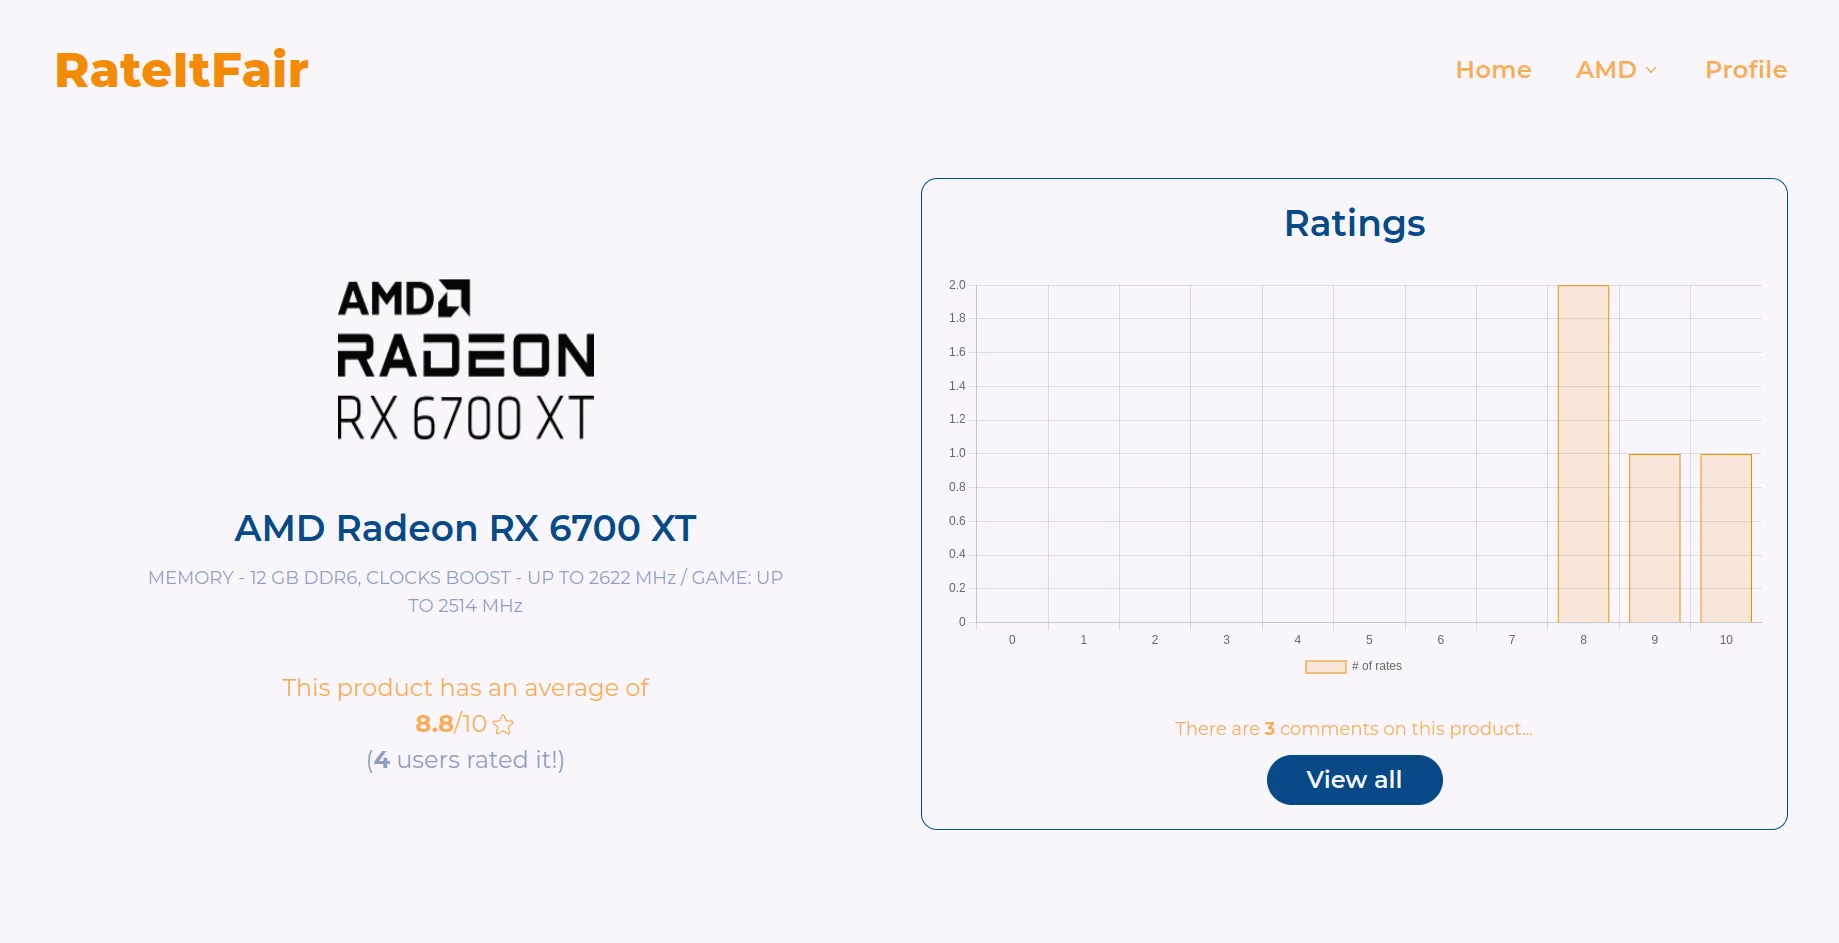 RateItFair
Home
AMD
Profile
AMD
RADEON
RX 6700 XT
AMD Radeon RX 6700 XT
MEMORY - 12 GB DDR6, CLOCKS BOOST - UP TO 2622 MHz / GAME: UP
TO 2514 MHz
This product has an average of
8.8/10
(4 users rated it!)
Ratings
2.0
1.8
1.6
1.4
1.2
1.0
0.8
0.6
0.4
0.2
0
0 1 2 3 4 5 6 7 8 9 10
# of rates
There are 3 comments on this product...
View all